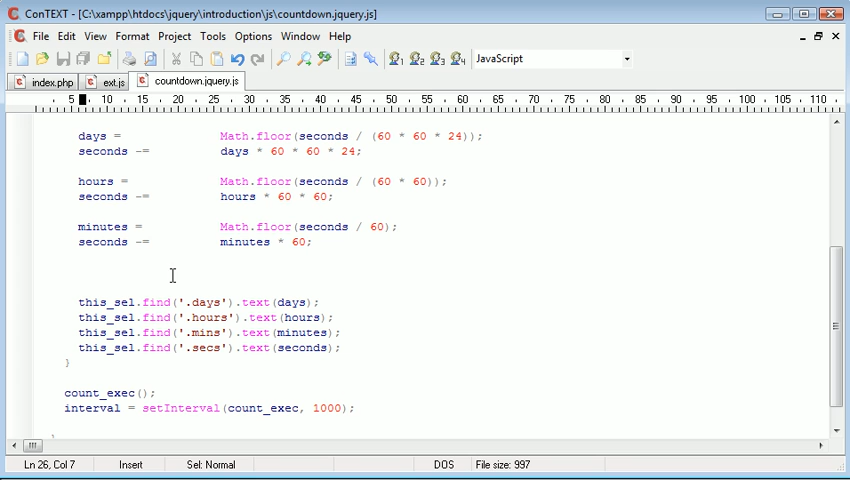 ConTEXT - [C:\xampp\htdocs\jquery\introduction\js\countdown.jquery.js]
File Edit View Format Project Tools Options Window Help
1 2 3 4 JavaScript
index.php ext.js countdown.jquery.js
5 10 15 20 25 30 35 40 45 50 55 60 65 70 75 80 85 90 95 100 105 110
days = Math.floor(seconds / (60 * 60 * 24));
seconds -= days * 60 * 60 * 24;
hours = Math.floor(seconds / (60 * 60));
seconds -= hours * 60 * 60;
minutes = Math.floor(seconds / 60);
seconds -= minutes * 60;
this_sel.find('.days').text(days);
this_sel.find('.hours').text(hours);
this_sel.find('.mins').text(minutes);
this_sel.find('.secs').text(seconds);
}
count_exec();
interval = setInterval(count_exec, 1000);
Ln 26, Col 7 Insert Sel: Normal DOS File size: 997